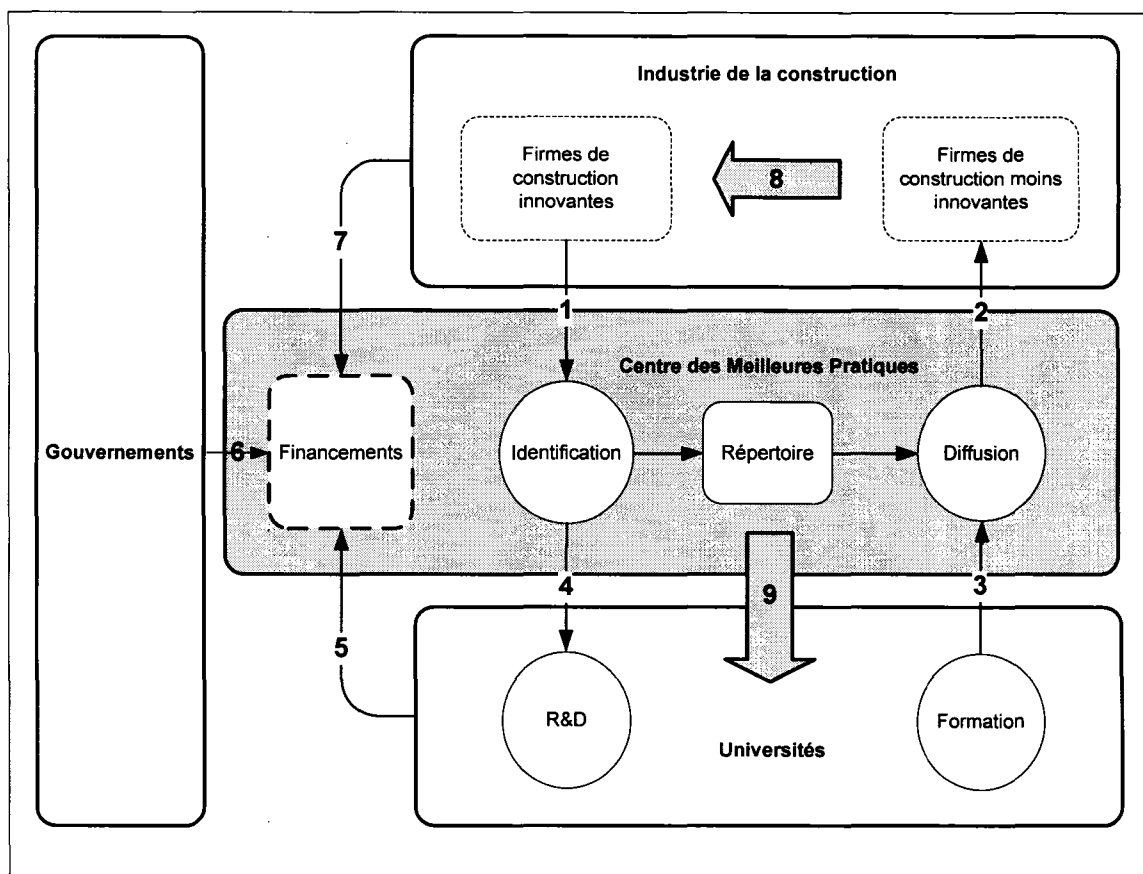 Industrie de la construction
Firmes de
construction
innovantes
8
Firmes de
construction moins
innovantes
7
1
2
Centre des Meilleures Pratiques
Gouvernements
6
Financements
Identification
Répertoire
Diffusion
4
9
3
5
R&D
Formation
Universités